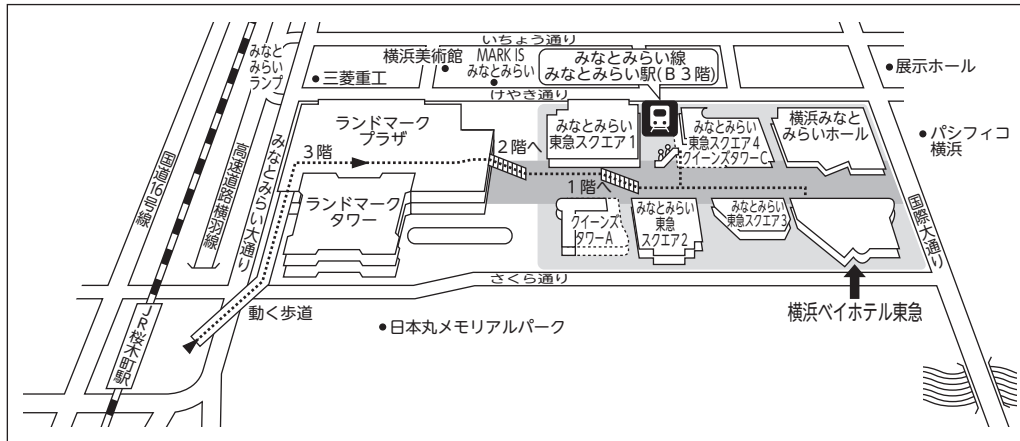 いちょう通り
みなと
みらい
ランプ
横浜美術館
MARK IS
みなとみらい
みなとみらい線
みなとみらい駅(B3階)
三菱重工
展示ホール
けやき通り
ランドマーク
プラザ
3階
2階へ
みなとみらい
東急スクエア1
みなとみらい
東急スクエア4
クイーンズタワーC
横浜みなと
みらいホール
パシフィコ
横浜
国道16号線
高速道路横羽線
みなとみらい大通り
1階へ
ランドマーク
タワー
クイーンズ
タワーA
みなとみらい
東急
スクエア2
みなとみらい
東急スクエア3
国際大通り
さくら通り
動く歩道
日本丸メモリアルパーク
横浜ベイホテル東急
JR桜木町駅